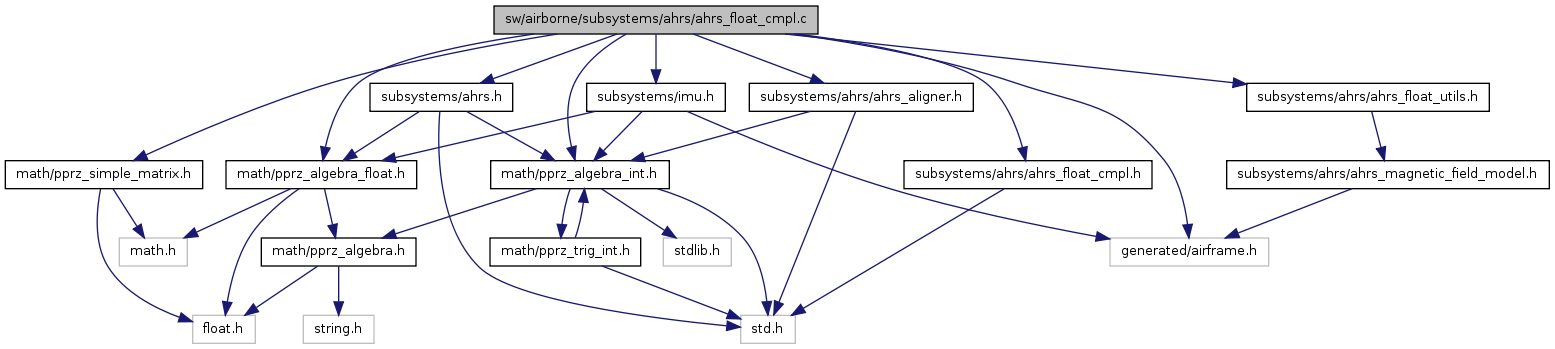 sw/airborne/subsystems/ahrs/ahrs_float_cmpl.c
subsystems/ahrs.h
subsystems/imu.h
subsystems/ahrs/ahrs_aligner.h
subsystems/ahrs/ahrs_float_utils.h
math/pprz_simple_matrix.h
math/pprz_algebra_float.h
math/pprz_algebra_int.h
subsystems/ahrs/ahrs_float_cmpl.h
subsystems/ahrs/ahrs_magnetic_field_model.h
math.h
math/pprz_algebra.h
math/pprz_trig_int.h
stdlib.h
generated/airframe.h
float.h
string.h
std.h